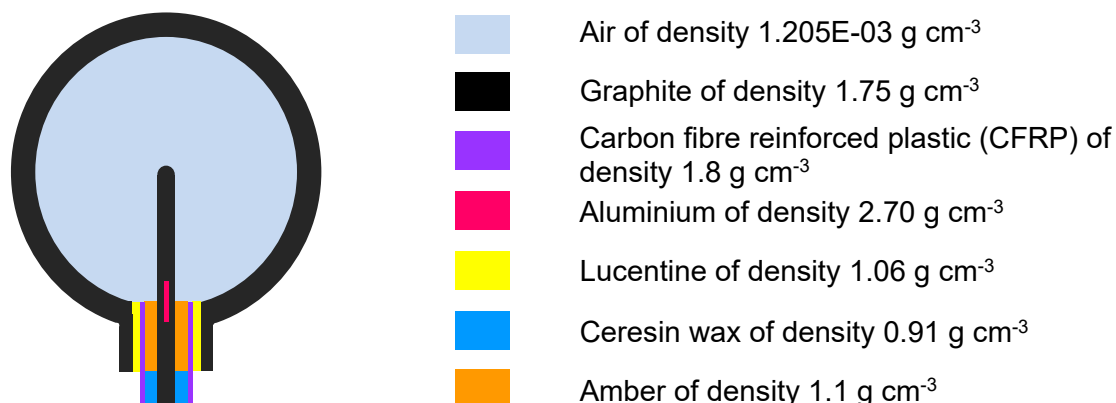 Air of density 1.205E-03 g cm⁻³
Graphite of density 1.75 g cm⁻³
Carbon fibre reinforced plastic (CFRP) of
density 1.8 g cm⁻³
Aluminium of density 2.70 g cm⁻³
Lucentine of density 1.06 g cm⁻³
Ceresin wax of density 0.91 g cm⁻³
Amber of density 1.1 g cm⁻³